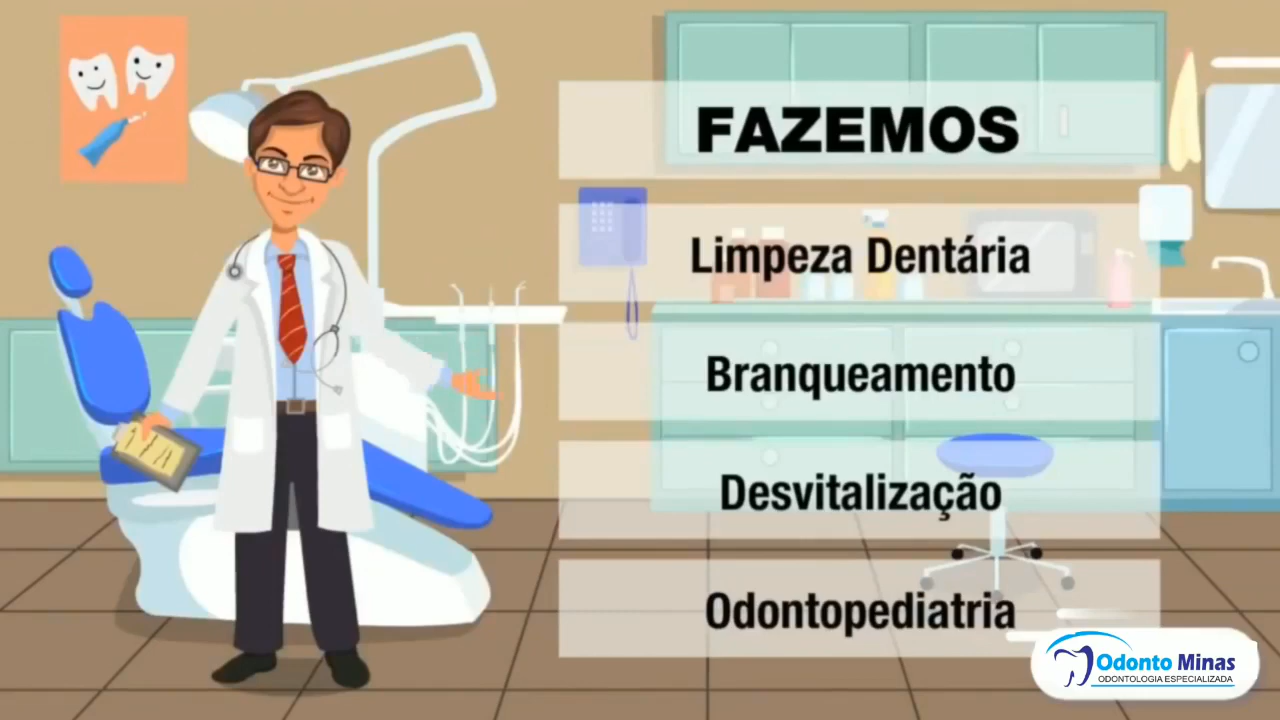 FAZEMOS
Limpeza Dentária
Branqueamento
Desvitalização
Odontopediatria
Odonto Minas
ODONTOLOGIA ESPECIALIZADA